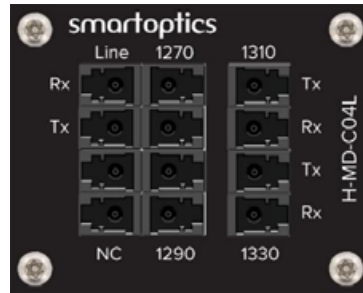 smartoptics
Line 1270 1310
Rx Tx
Tx Rx
Tx
Rx
NC 1290 1330
H-MD-C04L